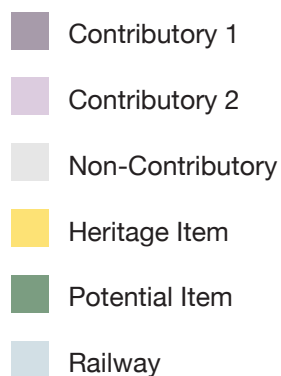 Contributory 1
Contributory 2
Non-Contributory
Heritage Item
Potential Item
Railway